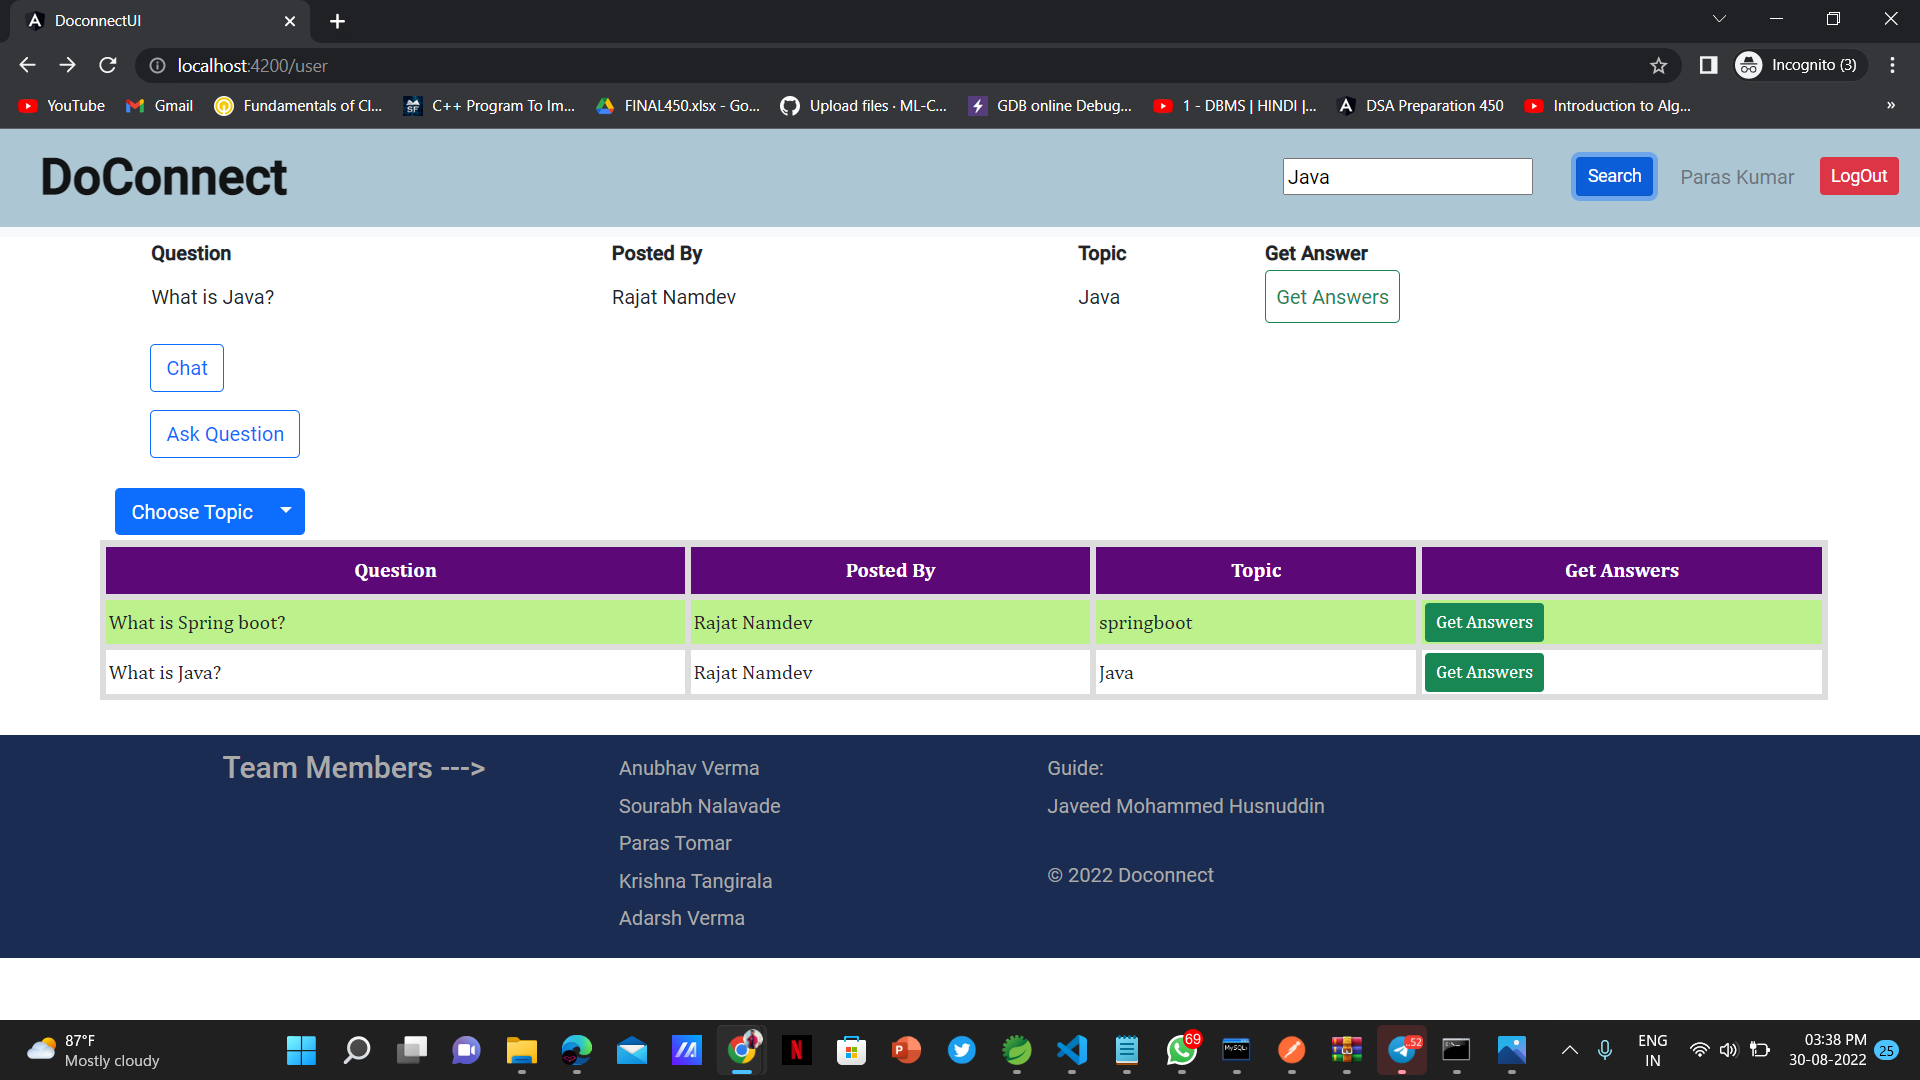 DoconnectUI
localhost:4200/user
Incognito (3)
YouTube
Gmail
Fundamentals of Cl...
C++ Program To Im...
FINAL450.xlsx - Go...
Upload files · ML-C...
GDB online Debug...
1 - DBMS | HINDI |...
DSA Preparation 450
Introduction to Alg...
»
DoConnect
Java
Search
Paras Kumar
LogOut
Question Posted By Topic Get Answer
What is Java? Rajat Namdev Java Get Answers
Chat
Ask Question
Choose Topic
Question Posted By Topic Get Answers
What is Spring boot? Rajat Namdev springboot Get Answers
What is Java? Rajat Namdev Java Get Answers
Team Members --->
Anubhav Verma
Sourabh Nalavade
Paras Tomar
Krishna Tangirala
Adarsh Verma
Guide:
Javeed Mohammed Husnuddin
© 2022 Doconnect
87°F
Mostly cloudy
69
..52
ENG
IN
03:38 PM
30-08-2022
25